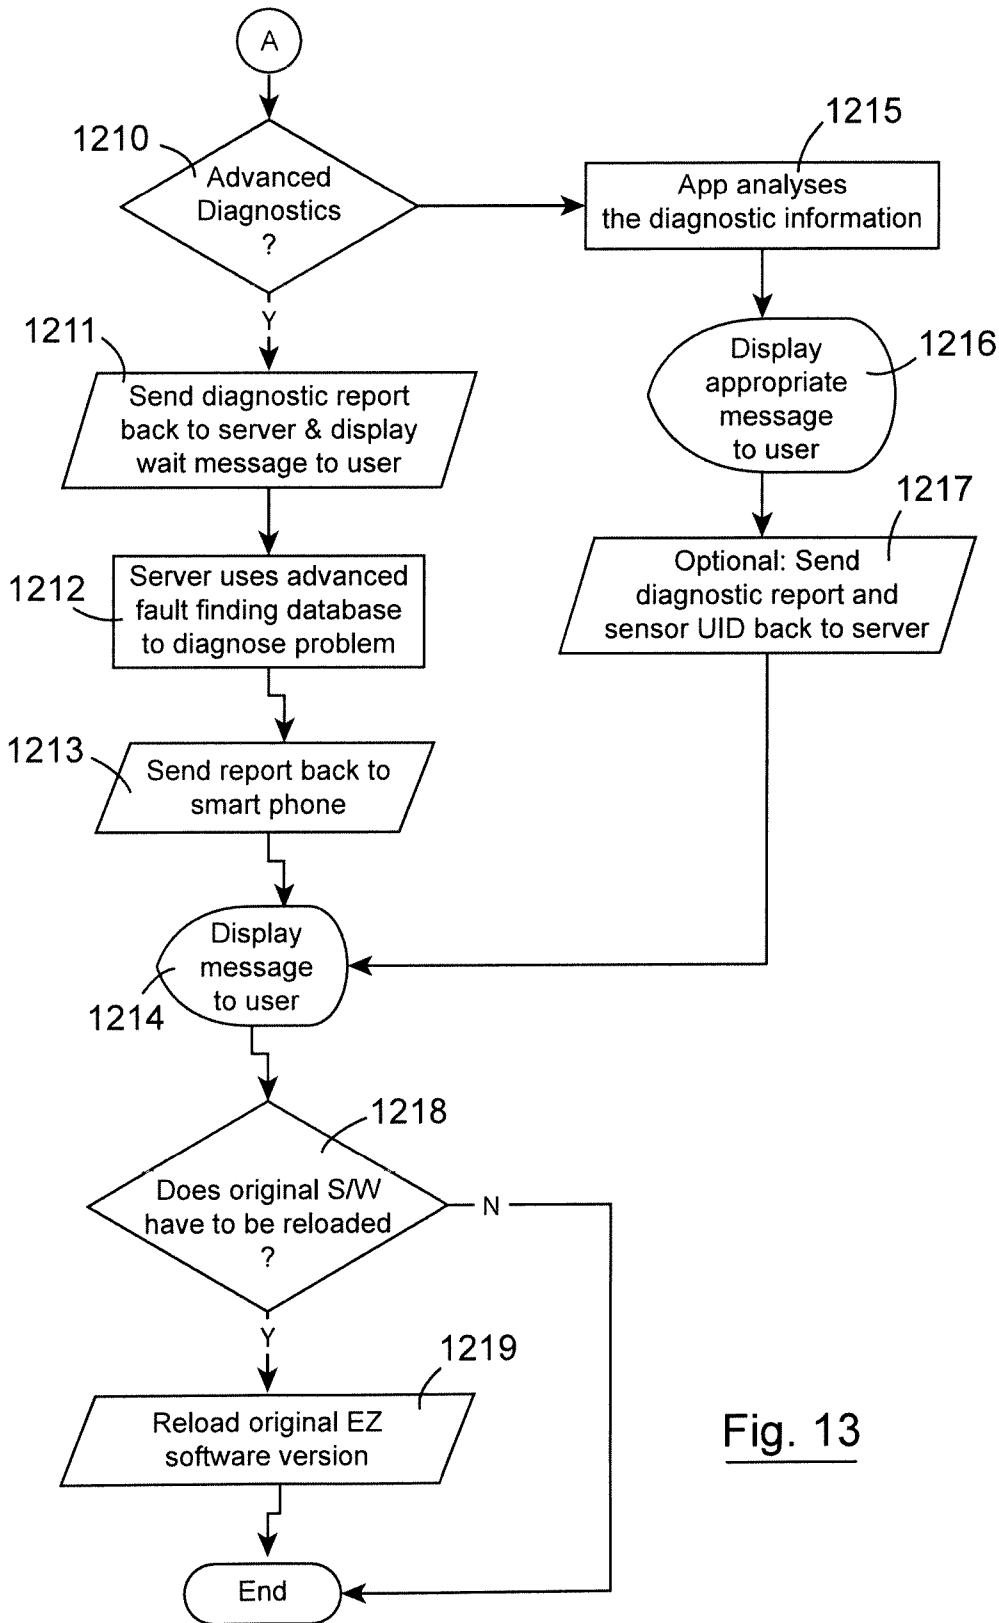 A
1210
Advanced
Diagnostics
?
1215
App analyses
the diagnostic information
Y
1211
Send diagnostic report
back to server & display
wait message to user
1216
Display
appropriate
message
to user
1217
Optional: Send
diagnostic report and
sensor UID back to server
1212
Server uses advanced
fault finding database
to diagnose problem
1213
Send report back to
smart phone
Display
message
to user
1214
1218
Does original S/W
have to be reloaded
?
N
Y
1219
Reload original EZ
software version
End
Fig. 13